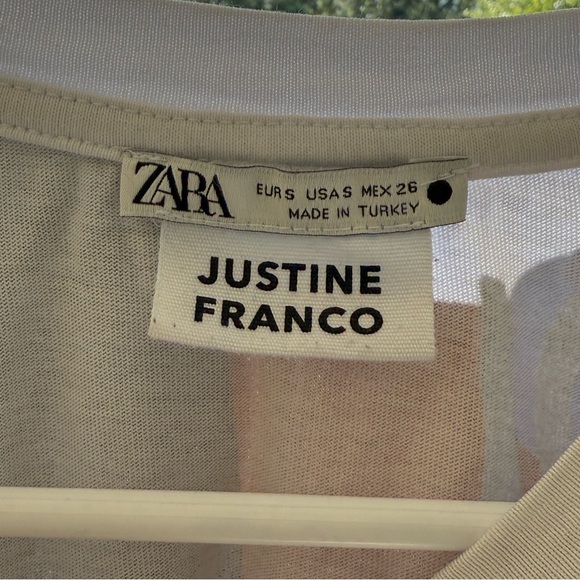 ZARA
EUR S USA S MEX 26
MADE IN TURKEY
JUSTINE
FRANCO